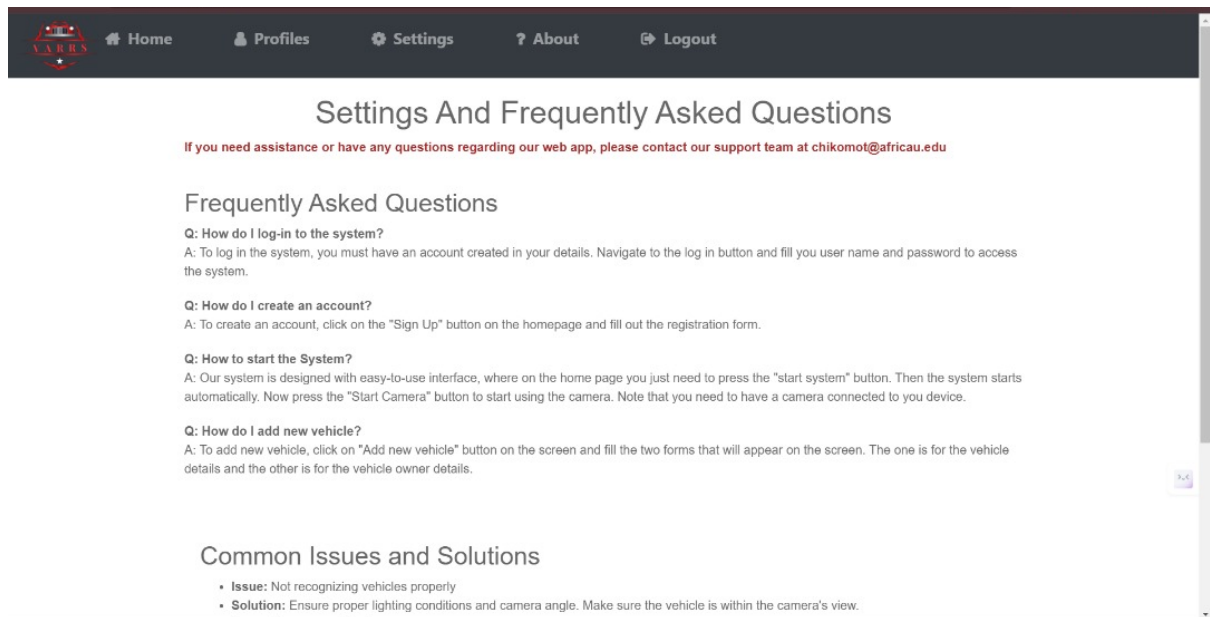 VARRS
Home
Profiles
Settings
? About
Logout
Settings And Frequently Asked Questions
If you need assistance or have any questions regarding our web app, please contact our support team at chikomot@africau.edu
Frequently Asked Questions
Q: How do I log-in to the system?
A: To log in the system, you must have an account created in your details. Navigate to the log in button and fill you user name and password to access
the system.
Q: How do I create an account?
A: To create an account, click on the "Sign Up" button on the homepage and fill out the registration form.
Q: How to start the System?
A: Our system is designed with easy-to-use interface, where on the home page you just need to press the "start system" button. Then the system starts
automatically. Now press the "Start Camera" button to start using the camera. Note that you need to have a camera connected to you device.
Q: How do I add new vehicle?
A: To add new vehicle, click on "Add new vehicle" button on the screen and fill the two forms that will appear on the screen. The one is for the vehicle
details and the other is for the vehicle owner details.
Common Issues and Solutions
▪ Issue: Not recognizing vehicles properly
▪ Solution: Ensure proper lighting conditions and camera angle. Make sure the vehicle is within the camera's view.